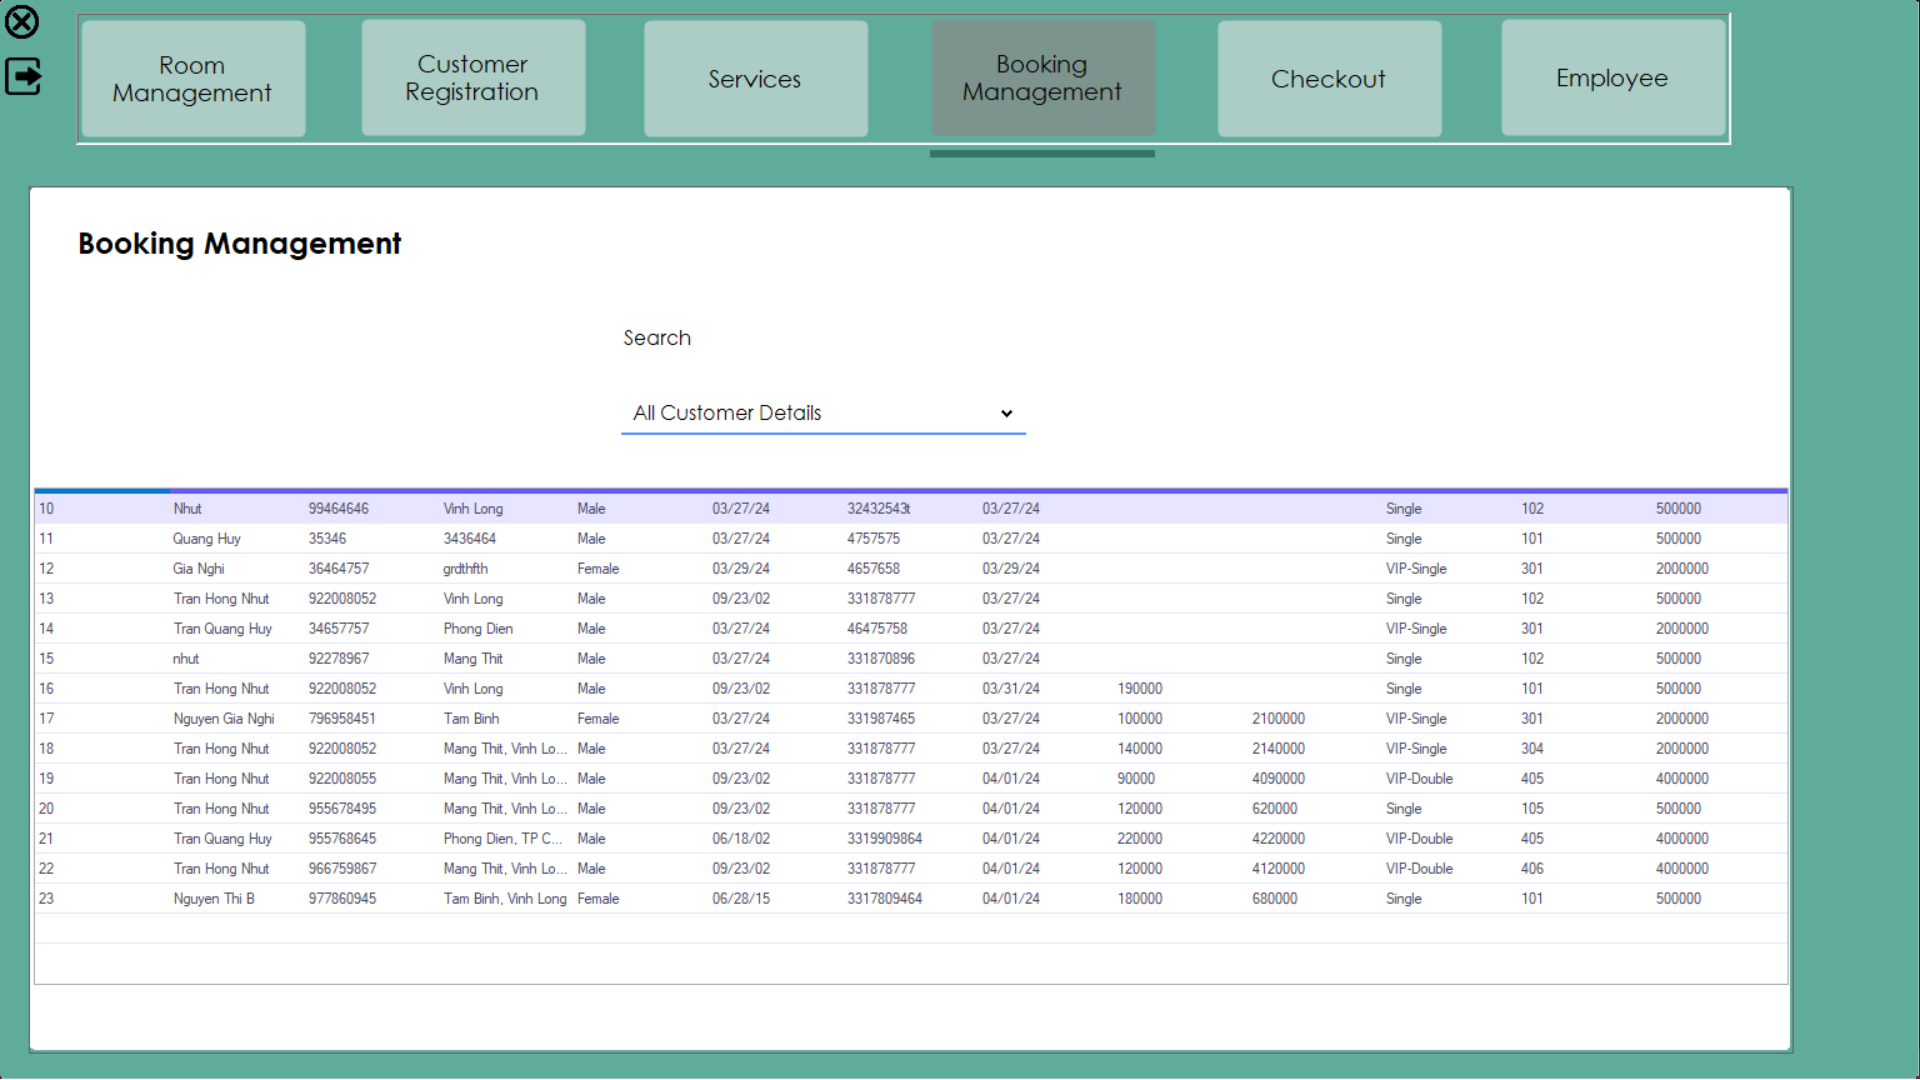 Room
Management
Customer
Registration
Services
Booking
Management
Checkout
Employee
Booking Management
Search
All Customer Details
10 Nhut 99464646 Vinh Long Male 03/27/24 32432543t 03/27/24 Single 102 500000
11 Quang Huy 35346 3436464 Male 03/27/24 4757575 03/27/24 Single 101 500000
12 Gia Nghi 36464757 grdthfth Female 03/29/24 4657658 03/29/24 VIP-Single 301 2000000
13 Tran Hong Nhut 922008052 Vinh Long Male 09/23/02 331878777 03/27/24 Single 102 500000
14 Tran Quang Huy 34657757 Phong Dien Male 03/27/24 46475758 03/27/24 VIP-Single 301 2000000
15 nhut 92278967 Mang Thit Male 03/27/24 331870896 03/27/24 Single 102 500000
16 Tran Hong Nhut 922008052 Vinh Long Male 09/23/02 331878777 03/31/24 190000 Single 101 500000
17 Nguyen Gia Nghi 796958451 Tam Binh Female 03/27/24 331987465 03/27/24 100000 2100000 VIP-Single 301 2000000
18 Tran Hong Nhut 922008052 Mang Thit, Vinh Lo... Male 03/27/24 331878777 03/27/24 140000 2140000 VIP-Single 304 2000000
19 Tran Hong Nhut 922008055 Mang Thit, Vinh Lo... Male 09/23/02 331878777 04/01/24 90000 4090000 VIP-Double 405 4000000
20 Tran Hong Nhut 955678495 Mang Thit, Vinh Lo... Male 09/23/02 331878777 04/01/24 120000 620000 Single 105 500000
21 Tran Quang Huy 955768645 Phong Dien, TP C... Male 06/18/02 3319909864 04/01/24 220000 4220000 VIP-Double 405 4000000
22 Tran Hong Nhut 966759867 Mang Thit, Vinh Lo... Male 09/23/02 331878777 04/01/24 120000 4120000 VIP-Double 406 4000000
23 Nguyen Thi B 977860945 Tam Binh, Vinh Long Female 06/28/15 3317809464 04/01/24 180000 680000 Single 101 500000